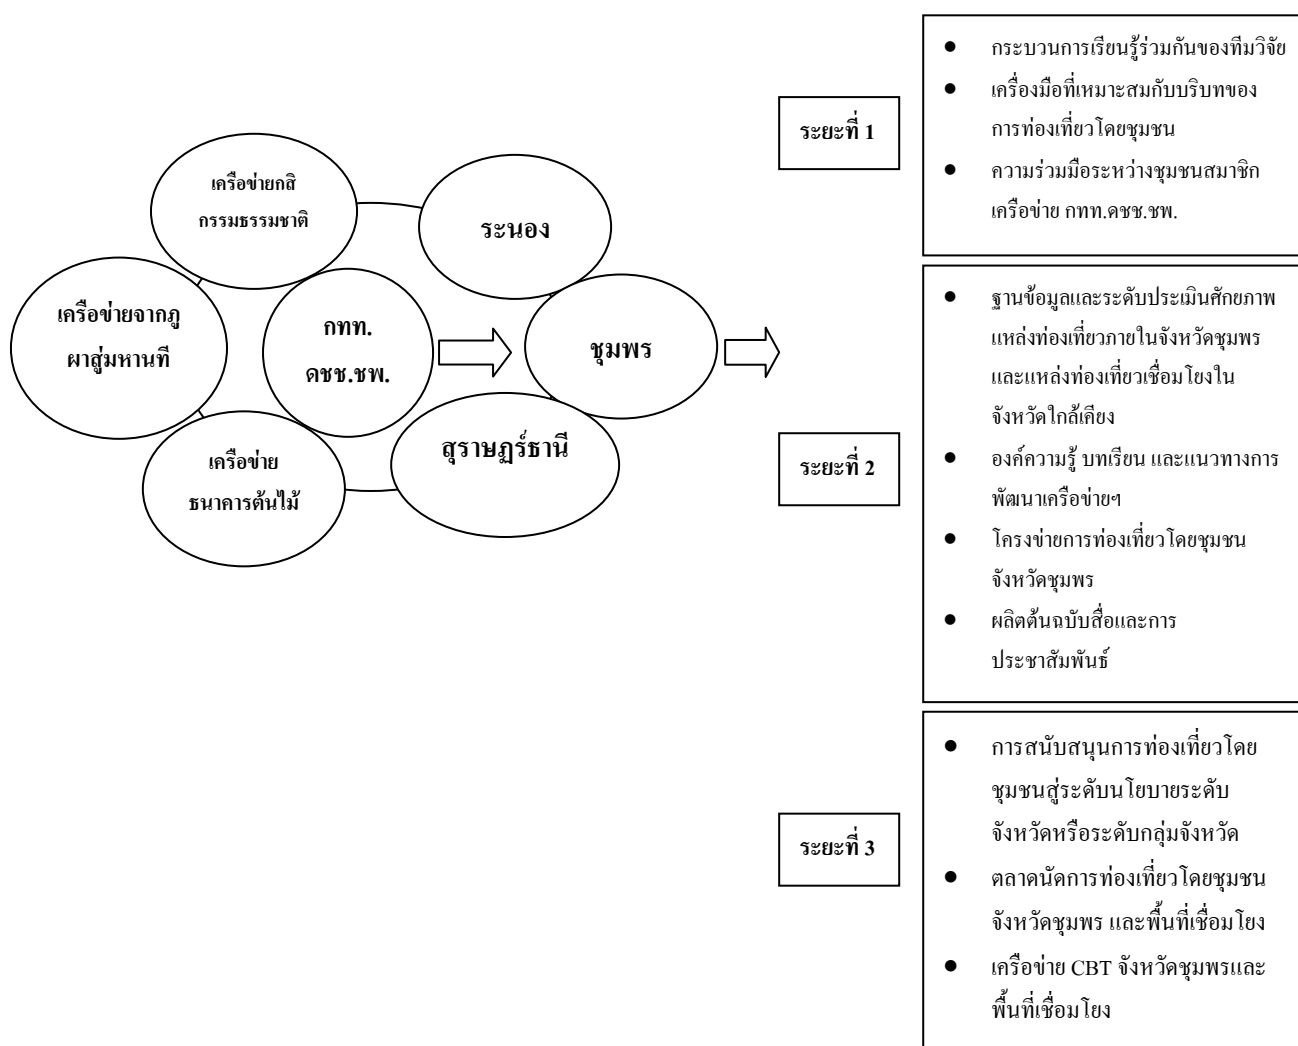 เครือข่ายกสิ
กรรมธรรมชาติ
ระนอง
เครือข่ายจากภู
ผาสู่มหานที
กทท.
ดชช.ชพ.
ชุมพร
เครือข่าย
ธนาคารต้นไม้
สุราษฏร์ธานี
ระยะที่ 1
● กระบวนการเรียนรู้ร่วมกันของทีมวิจัย
● เครื่องมือที่เหมาะสมกับบริบทของ
การท่องเที่ยวโดยชุมชน
● ความร่วมมือระหว่างชุมชนสมาชิก
เครือข่าย กทท.ดชช.ชพ.
ระยะที่ 2
● ฐานข้อมูลและระดับประเมินศักยภาพ
แหล่งท่องเที่ยวภายในจังหวัดชุมพร
และแหล่งท่องเที่ยวเชื่อมโยงใน
จังหวัดใกล้เคียง
● องค์ความรู้ บทเรียน และแนวทางการ
พัฒนาเครือข่ายฯ
● โครงข่ายการท่องเที่ยวโดยชุมชน
จังหวัดชุมพร
● ผลิตต้นฉบับสื่อและการ
ประชาสัมพันธ์
ระยะที่ 3
● การสนับสนุนการท่องเที่ยวโดย
ชุมชนสู่ระดับนโยบายระดับ
จังหวัดหรือระดับกลุ่มจังหวัด
● ตลาดนัดการท่องเที่ยวโดยชุมชน
จังหวัดชุมพร และพื้นที่เชื่อมโยง
● เครือข่าย CBT จังหวัดชุมพรและ
พื้นที่เชื่อมโยง